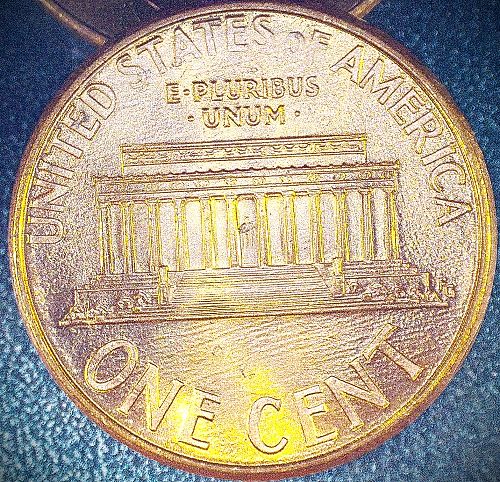 UNITED STATES OF AMERICA
E·PLURIBUS
·UNUM·
ONE CENT